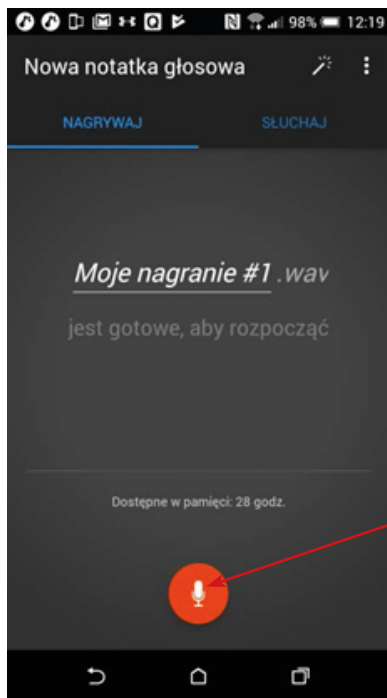 98% 12:19
Nowa notatka głosowa
NAGRYWAJ SŁUCHAJ
Moje nagranie #1 .wav
jest gotowe, aby rozpocząć
Dostępne w pamięci: 28 godz.